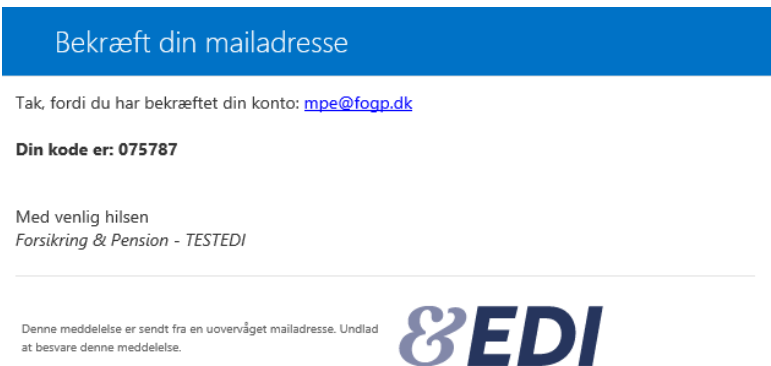 Bekræft din mailadresse
Tak, fordi du har bekræftet din konto: mpe@fogp.dk
Din kode er: 075787
Med venlig hilsen
Forsikring & Pension - TESTEDI
Denne meddelelse er sendt fra en uovervåget mailadresse. Undlad
at besvare denne meddelelse.
&EDI